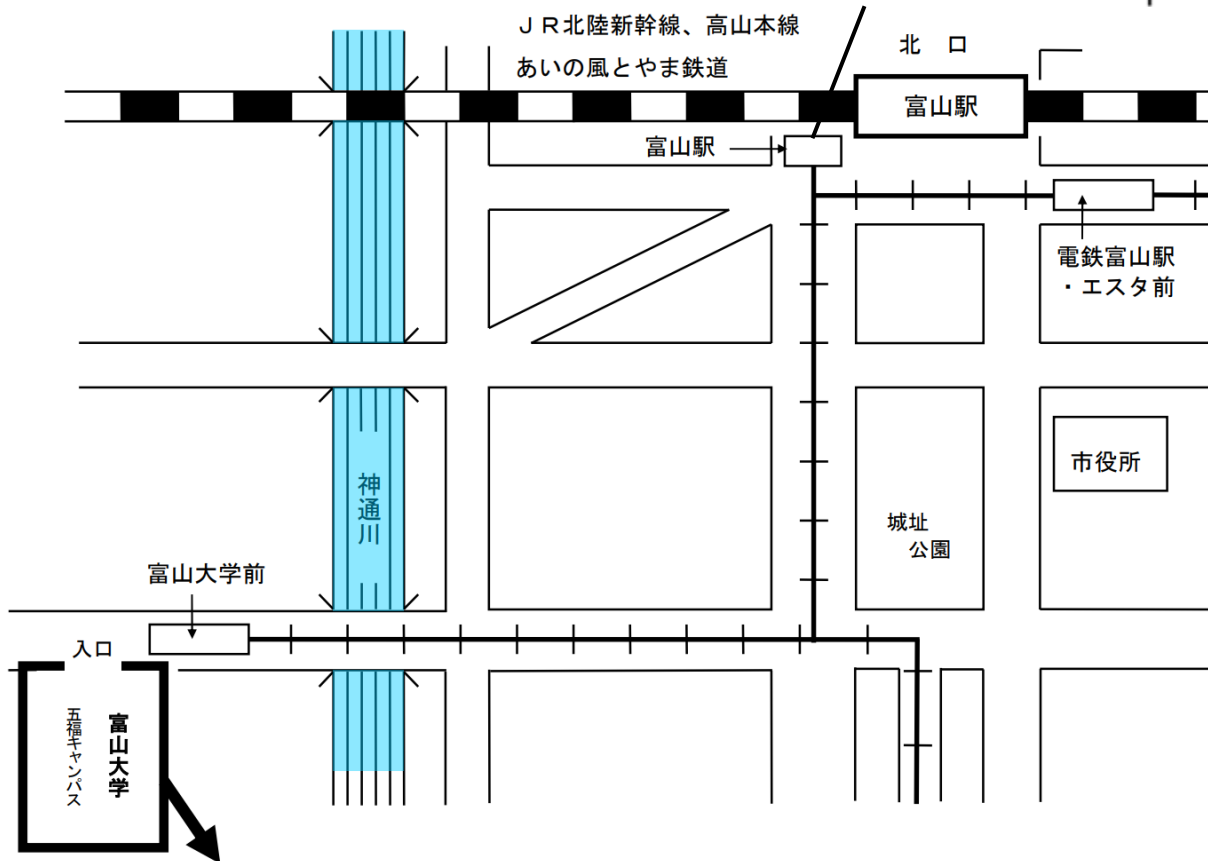 ＪＲ北陸新幹線、高山本線
あいの風とやま鉄道
北　口
富山駅
富山駅
電鉄富山駅
・エスタ前
市役所
神通川
城址
公園
富山大学前
入口
富山大学
五福キャンパス